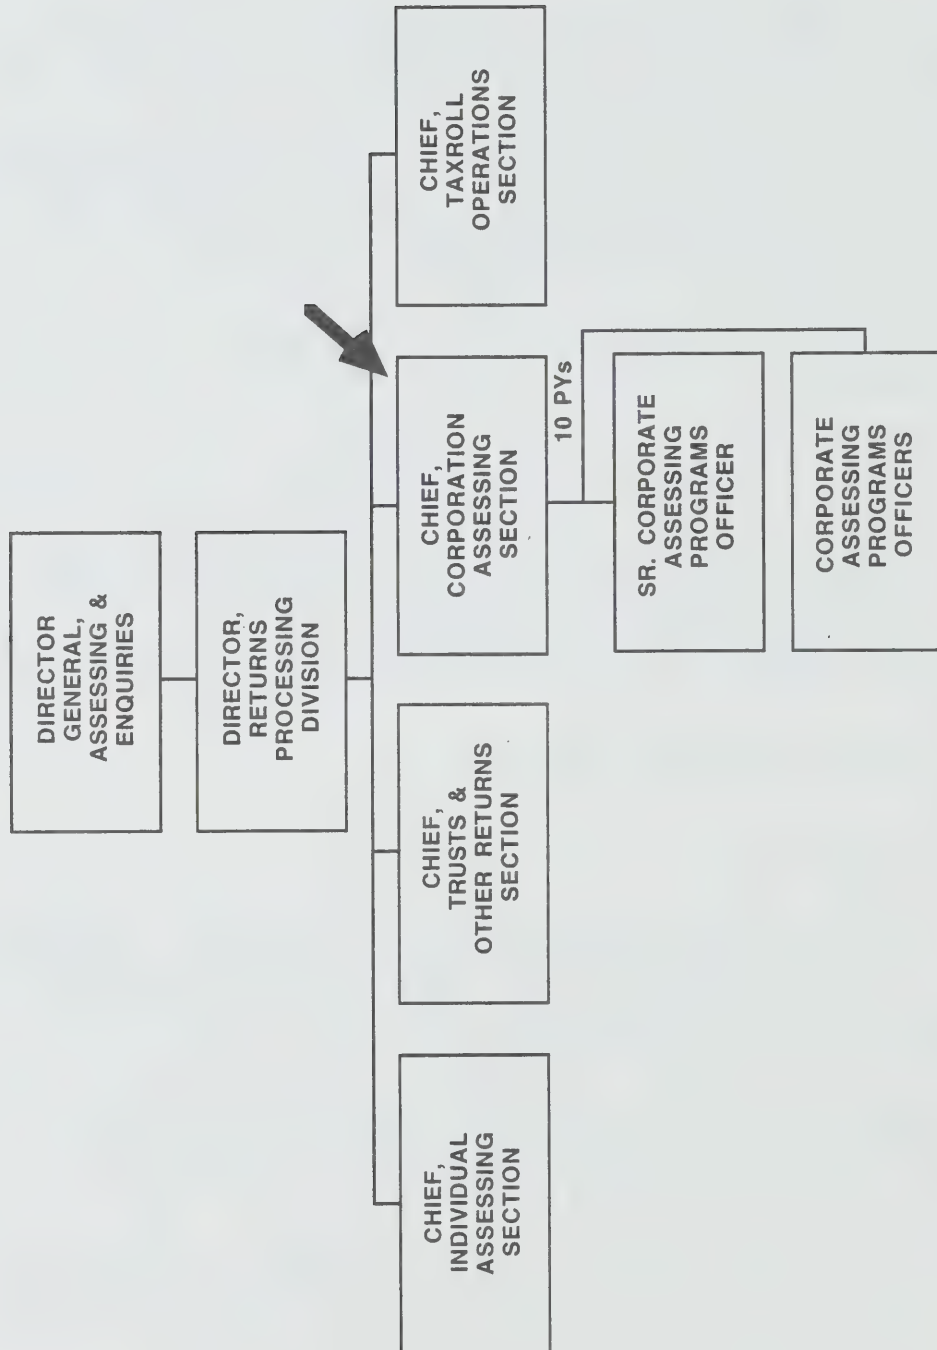 DIRECTOR
GENERAL,
ASSESSING &
ENQUIRIES
DIRECTOR,
RETURNS
PROCESSING
DIVISION
CHIEF,
INDIVIDUAL
ASSESSING
SECTION
CHIEF,
TRUSTS &
OTHER RETURNS
SECTION
CHIEF,
CORPORATION
ASSESSING
SECTION
CHIEF,
TAXROLL
OPERATIONS
SECTION
10 PYs
SR. CORPORATE
ASSESSING
PROGRAMS
OFFICER
CORPORATE
ASSESSING
PROGRAMS
OFFICERS